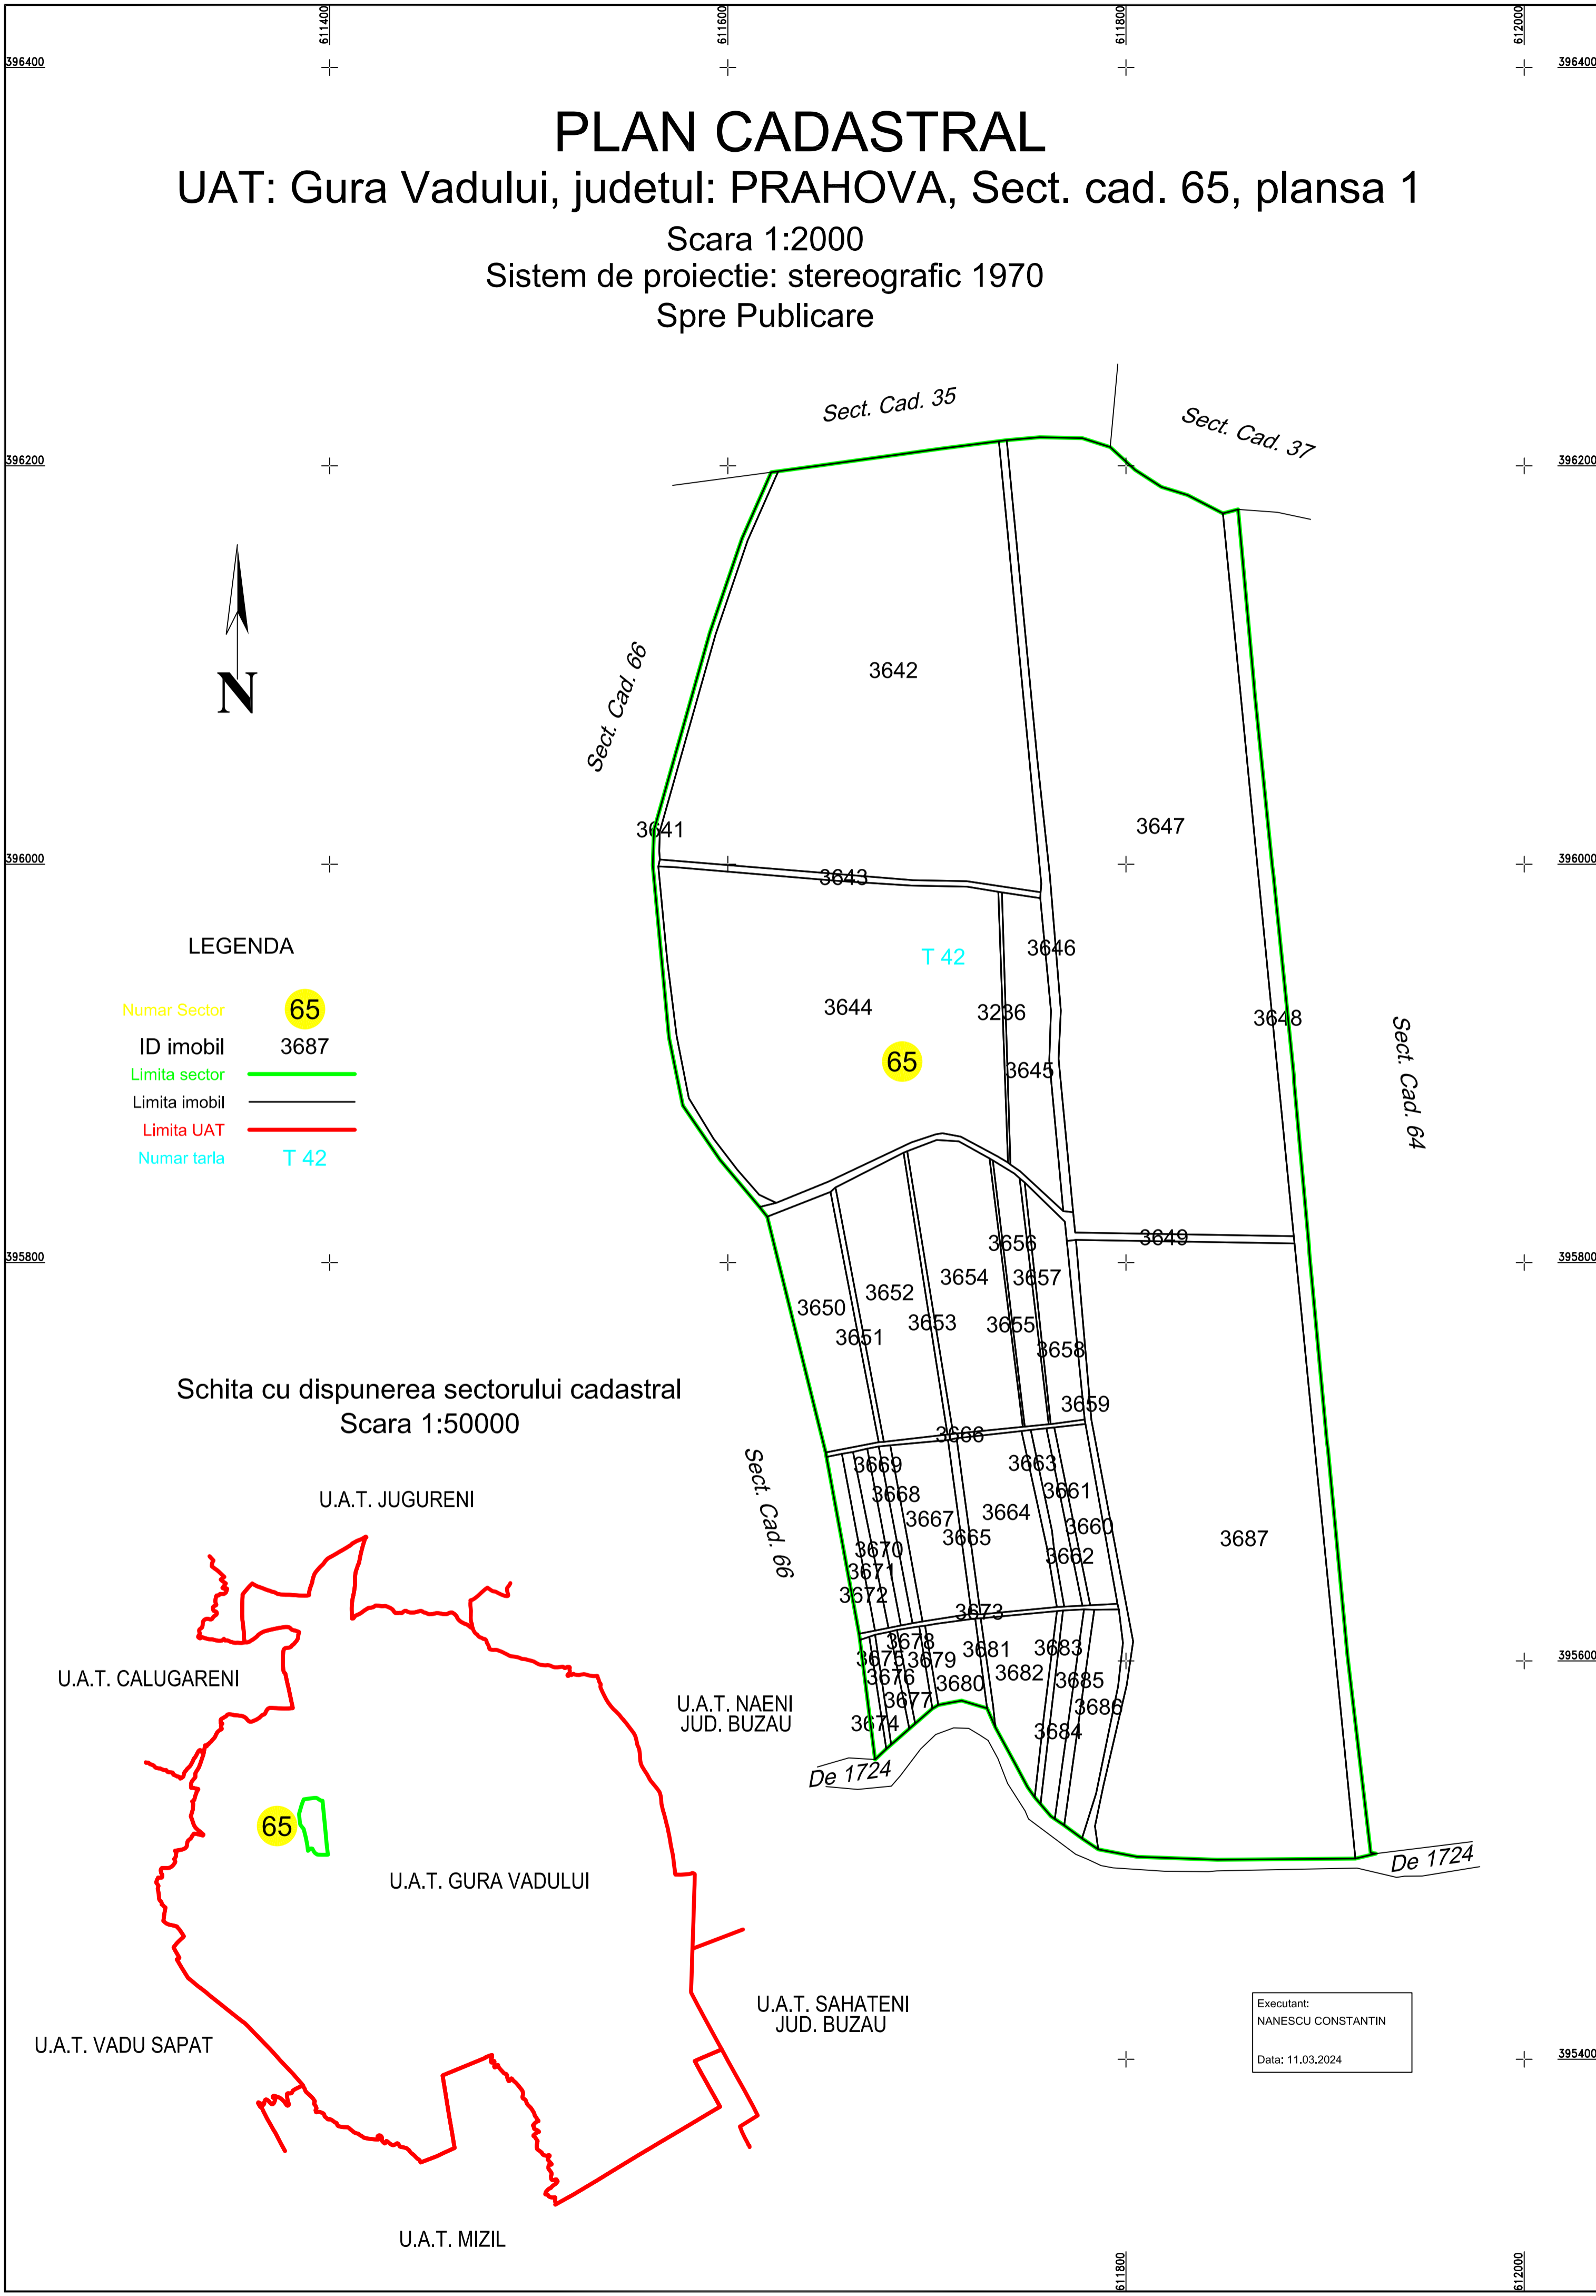 611400
611600
611800
612000
396400
396400
PLAN CADASTRAL
UAT: Gura Vadului, judetul: PRAHOVA, Sect. cad. 65, plansa 1
Scara 1:2000
Sistem de proiectie: stereografic 1970
Spre Publicare
Sect. Cad. 35
Sect. Cad. 37
396200
396200
Sect. Cad. 66
N
3642
3641
3647
396000
396000
3643
LEGENDA
Numar Sector 65
ID imobil 3687
Limita sector
Limita imobil
Limita UAT
Numar tarla T 42
3646
T 42
3644
3236
3648
65
3645
Sect. Cad. 64
3649
3656
395800
395800
3654
3657
3652
3650
3653
3655
3651
3658
3659
Schita cu dispunerea sectorului cadastral
Scara 1:50000
3666
Sect. Cad. 66
3669
3663
3668
3661
3664
3667
3660
3665
3687
3670
3662
3671
3672
3673
3678
3681
3683
3675
3679
395600
3676
3682
3680
3685
3677
3686
3674
3684
De 1724
De 1724
U.A.T. JUGURENI
U.A.T. CALUGARENI
U.A.T. NAENI
JUD. BUZAU
65
U.A.T. GURA VADULUI
U.A.T. SAHATENI
JUD. BUZAU
U.A.T. VADU SAPAT
U.A.T. MIZIL
Executant:
NANESCU CONSTANTIN
Data: 11.03.2024
395400
611800
612000